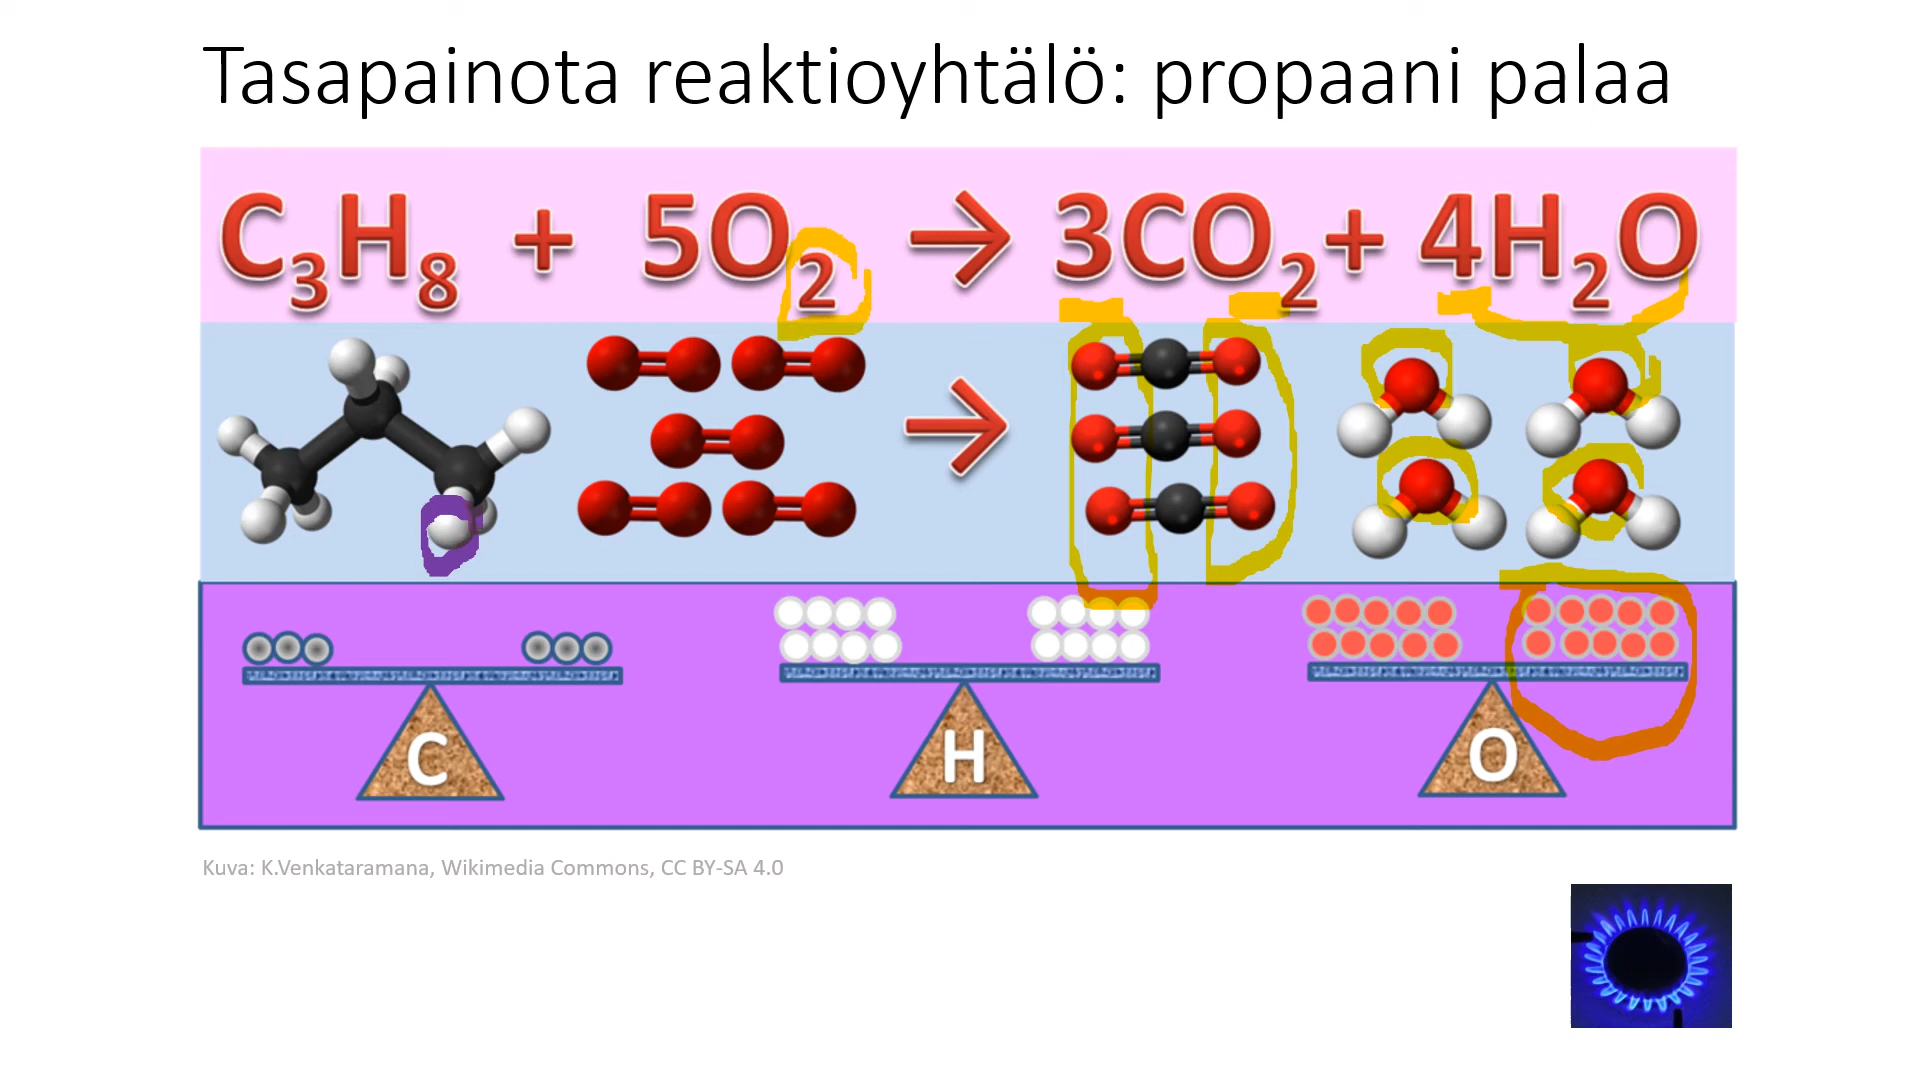 Tasapainota reaktioyhtälö: propaani palaa
C₃H₈ + 5O₂ → 3CO₂ + 4H₂O
→
C H O
Kuva: K.Venkataramana, Wikimedia Commons, CC BY-SA 4.0